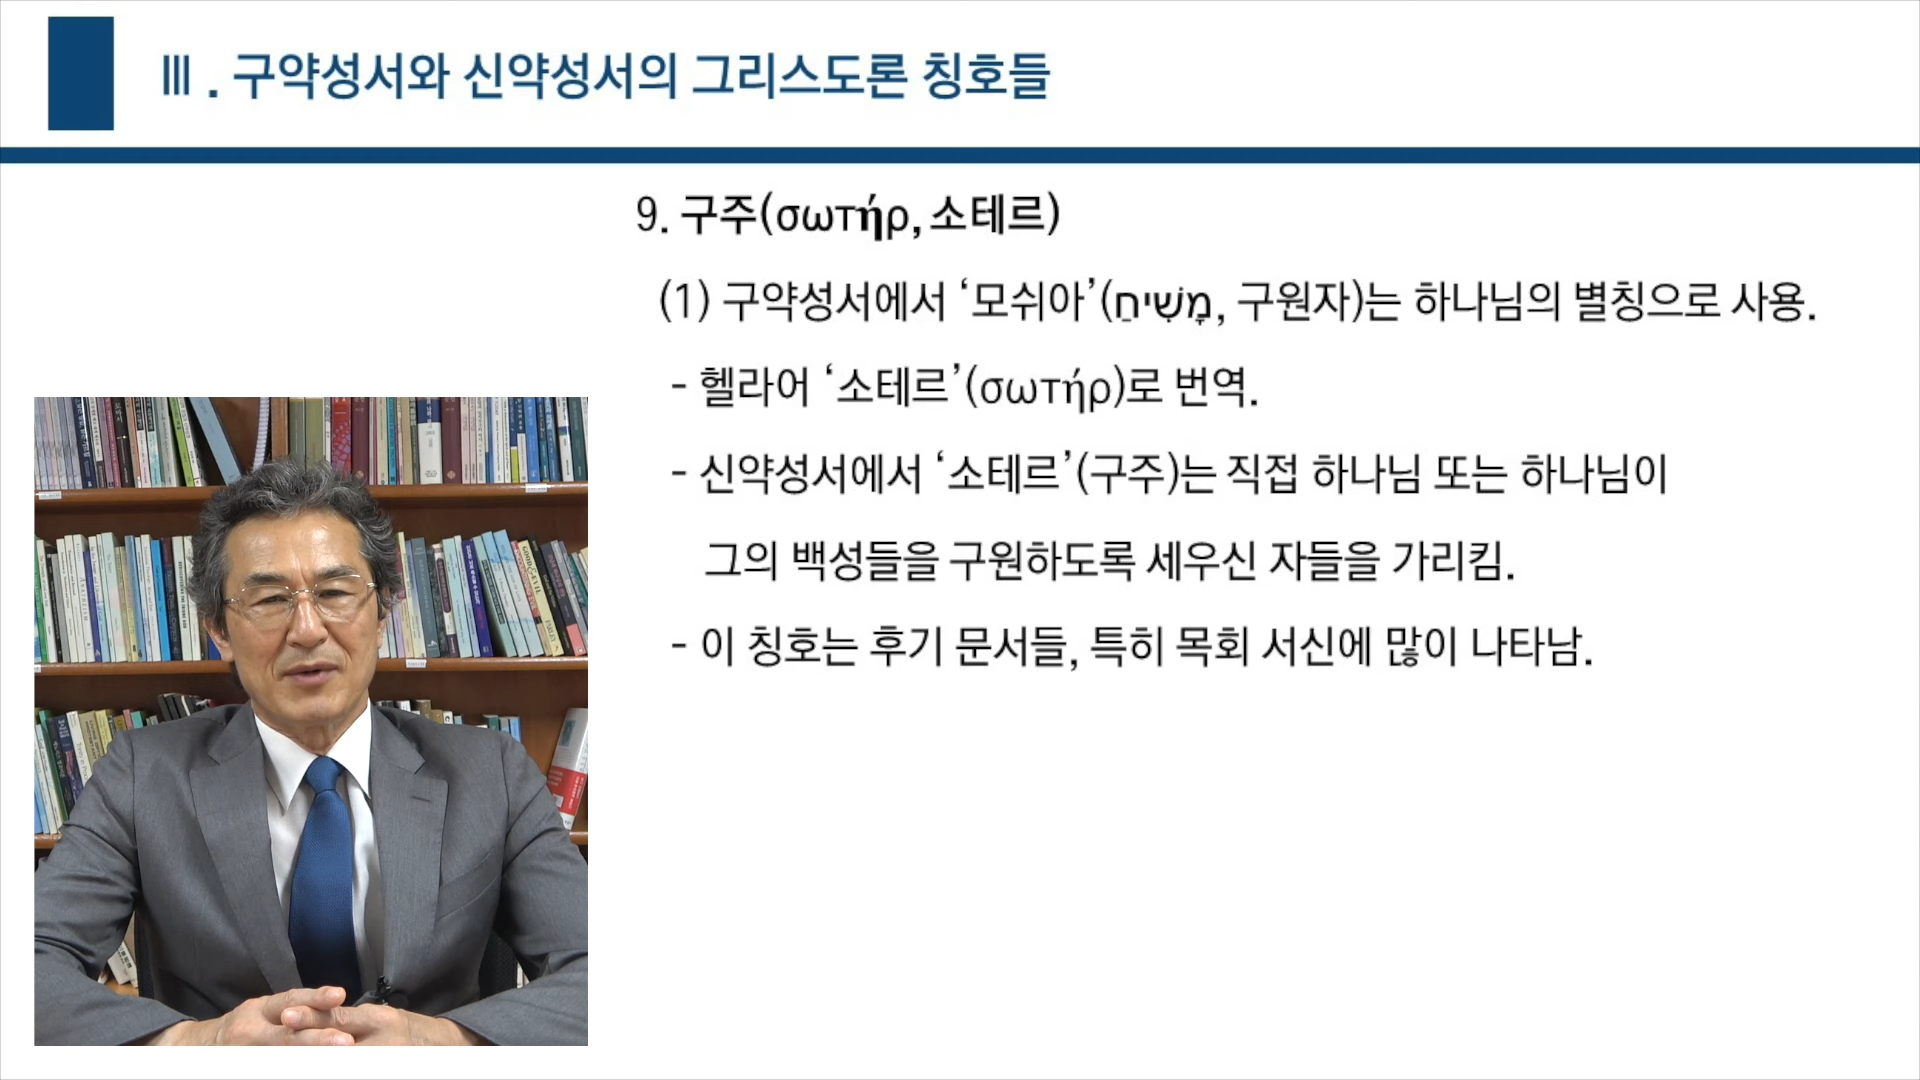 Ⅲ. 구약성서와 신약성서의 그리스도론 칭호들
9. 구주(σωτήρ, 소테르)
(1) 구약성서에서 ‘모쉬아’(מָשִׁיחַ, 구원자)는 하나님의 별칭으로 사용.
- 헬라어 ‘소테르’(σωτήρ)로 번역.
- 신약성서에서 ‘소테르’(구주)는 직접 하나님 또는 하나님이
그의 백성들을 구원하도록 세우신 자들을 가리킴.
- 이 칭호는 후기 문서들, 특히 목회 서신에 많이 나타남.